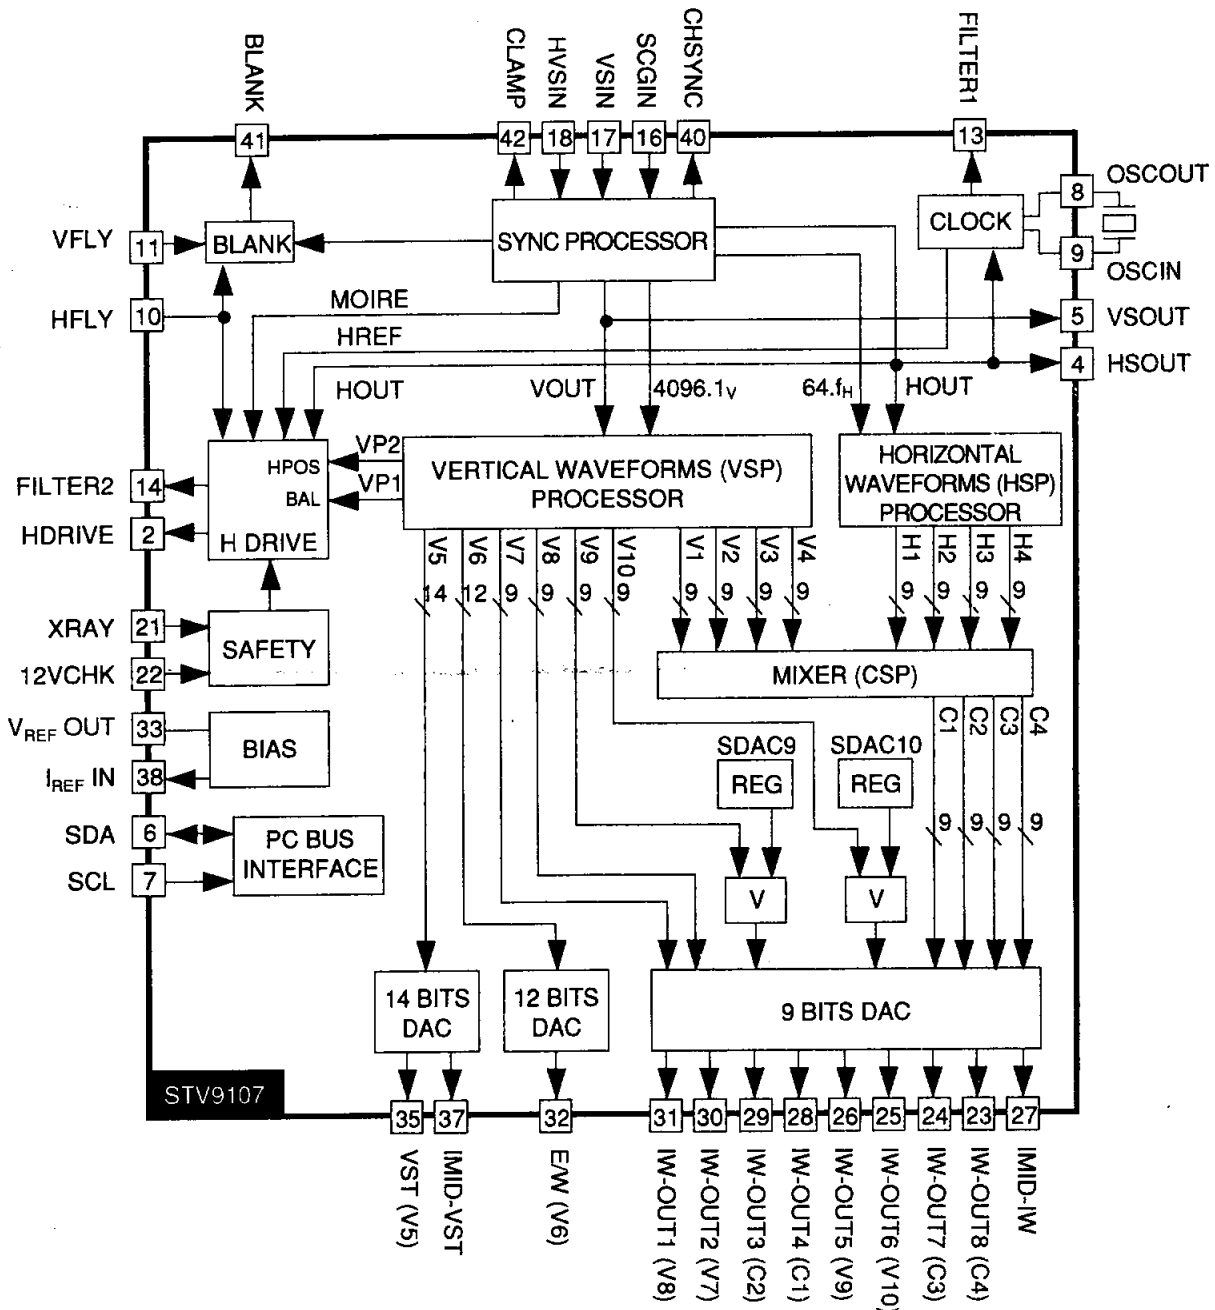 BLANK
CLAMP
HVSIN
VSIN
SCGIN
CHSYNC
FILTER1
41
42
18
17
16
40
13
VFLY
11
BLANK
SYNC PROCESSOR
CLOCK
8
OSCOUT
9
OSCIN
HFLY
10
MOIRE
5
VSOUT
HREF
4
HSOUT
HOUT
VOUT
4096.1V
64.fH
HOUT
FILTER2
14
HPOS
VP2
BAL
VP1
VERTICAL WAVEFORMS (VSP)
PROCESSOR
HORIZONTAL
WAVEFORMS (HSP)
PROCESSOR
HDRIVE
2
H DRIVE
V5
V6
V7
V8
V9
V10
V1
V2
V3
V4
H1
H2
H3
H4
14
12
9
9
9
9
9
9
9
9
9
9
9
9
XRAY
21
SAFETY
12VCHK
22
MIXER (CSP)
VREF OUT
33
BIAS
IREF IN
38
C1
C2
C3
C4
SDAC9
REG
SDAC10
REG
9
9
9
9
SDA
6
PC BUS
INTERFACE
SCL
7
V
V
14 BITS
DAC
12 BITS
DAC
9 BITS DAC
STV9107
35
37
32
31
30
29
28
26
25
24
23
27
VST (V5)
IMID-VST
E/W (V6)
IW-OUT1 (V8)
IW-OUT2 (V7)
IW-OUT3 (C2)
IW-OUT4 (C1)
IW-OUT5 (V9)
IW-OUT6 (V10)
IW-OUT7 (C3)
IW-OUT8 (C4)
IMID-IW